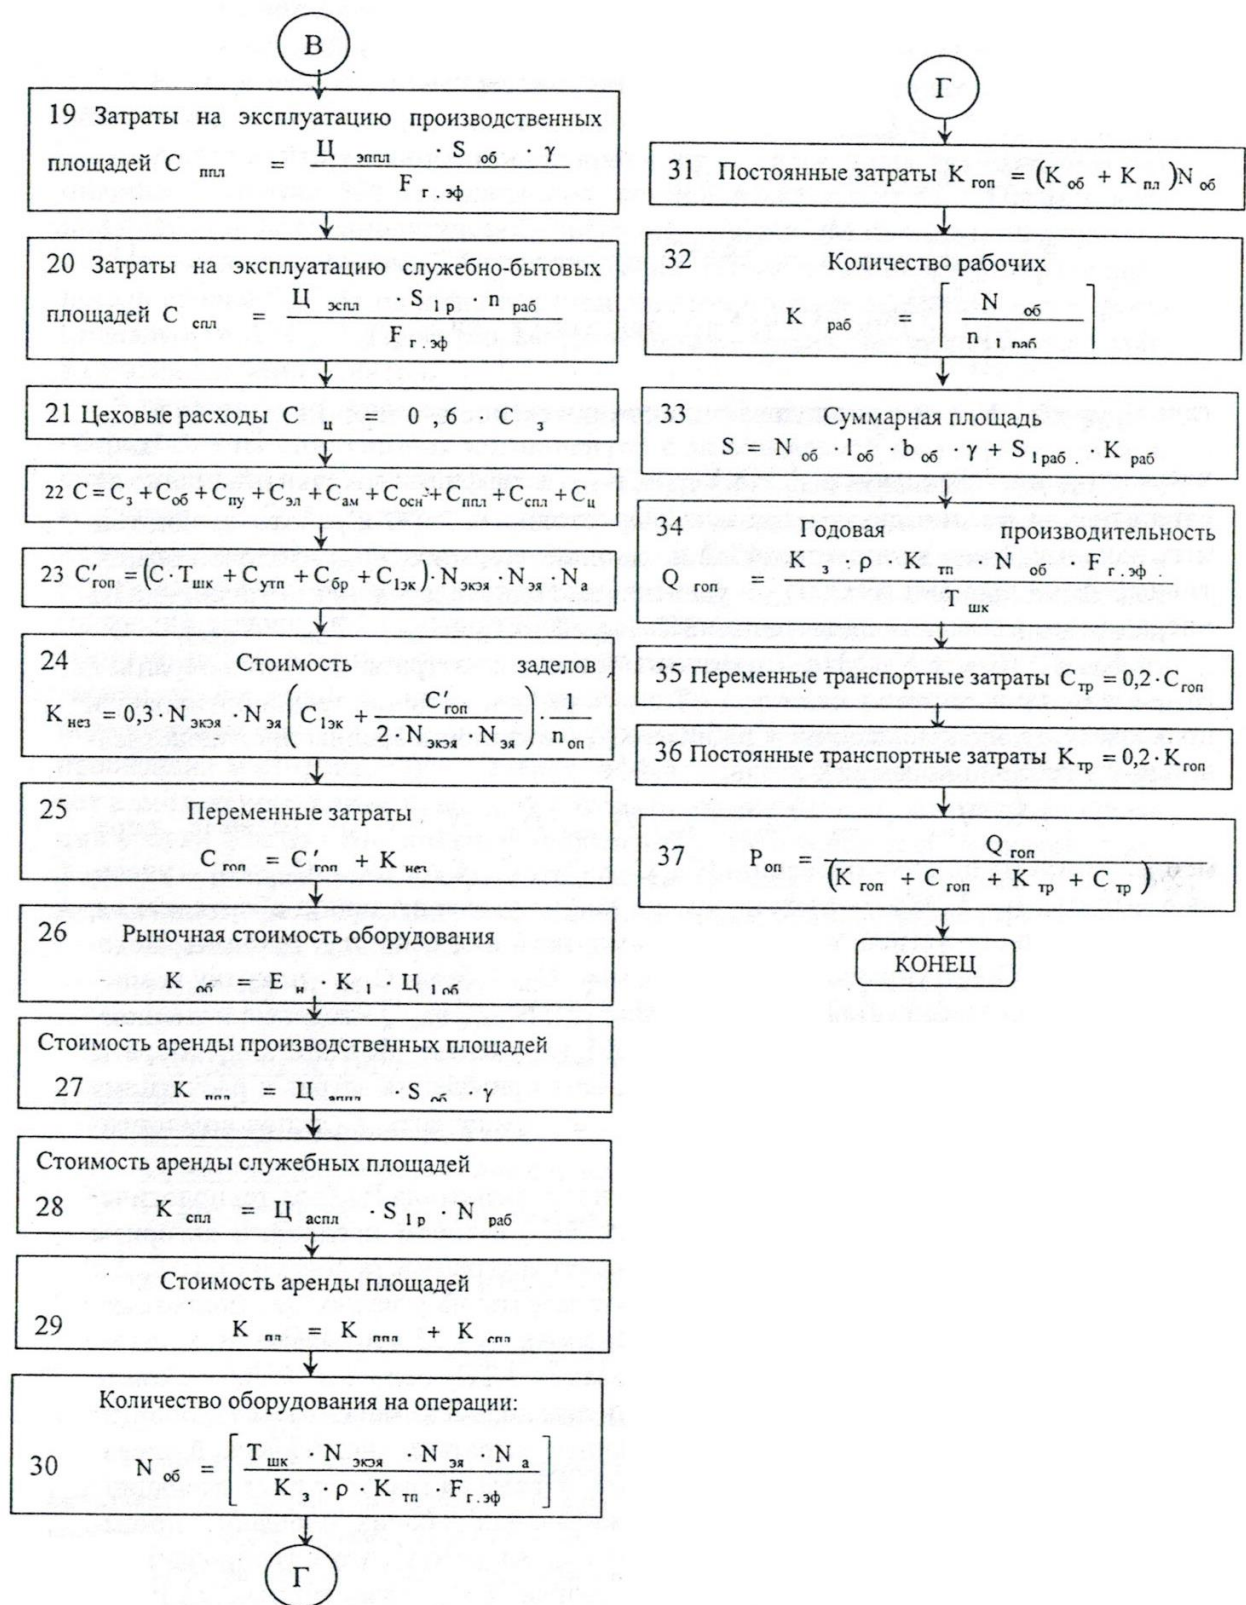 В
19 Затраты на эксплуатацию производственных
площадей С ппл = Ц эппл · S об · γ / F г.эф
20 Затраты на эксплуатацию служебно-бытовых
площадей С спл = Ц эспл · S 1р · n раб / F г.эф
21 Цеховые расходы С ц = 0,6 С з
22 С = С з + С об + С пу + С эл + С ам + С осн + С ппл + С спл + С ц
23 С′ гоп = (С · Т шк + С утп + С бр + С 1эк) · N экэя · N эя · N а
24 Стоимость заделов
К нез = 0,3 · N экэя · N эя (С 1эк + С′ гоп / 2 · N экэя · N эя) · 1 / n оп
25 Переменные затраты
С гоп = С′ гоп + К нез
26 Рыночная стоимость оборудования
К об = Е н · К 1 · Ц 1об
Стоимость аренды производственных площадей
27 К ппл = Ц аппл · S об · γ
Стоимость аренды служебных площадей
28 К спл = Ц аспл · S 1р · N раб
Стоимость аренды площадей
29 К пл = К ппл + К спл
Количество оборудования на операции:
30 N об = [Т шк · N экэя · N эя · N а / К з · ρ · К тп · F г.эф]
Г
Г
31 Постоянные затраты К гоп = (К об + К пл) N об
32 Количество рабочих
К раб = [N об / n 1 раб]
33 Суммарная площадь
S = N об · l об · b об · γ + S 1раб . · К раб
34 Годовая производительность
Q гоп = К з · ρ · К тп · N об · F г.эф / Т шк
35 Переменные транспортные затраты С тр = 0,2 · С гоп
36 Постоянные транспортные затраты К тр = 0,2 · К гоп
37 Р оп = Q гоп / (К гоп + С гоп + К тр + С тр)
КОНЕЦ